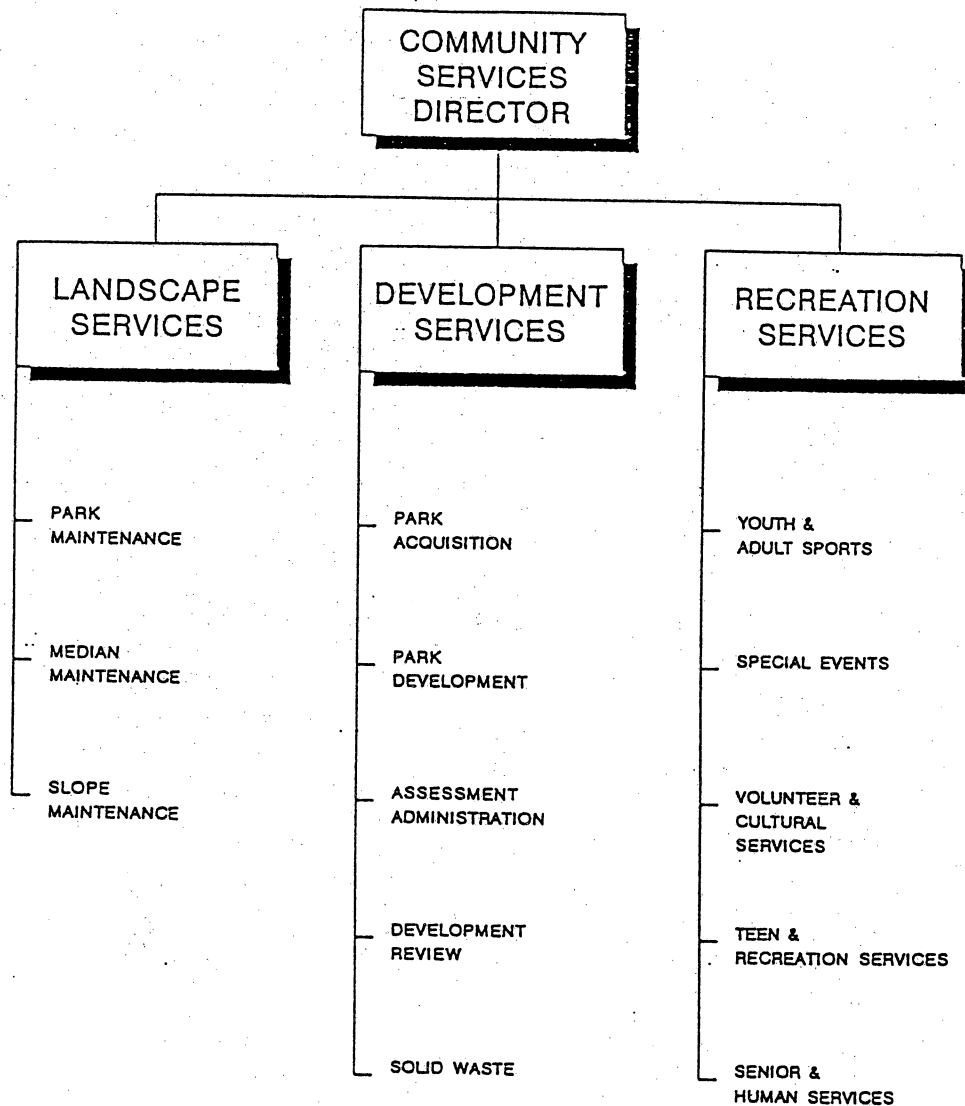 COMMUNITY
SERVICES
DIRECTOR
LANDSCAPE
SERVICES
PARK
MAINTENANCE
MEDIAN
MAINTENANCE
SLOPE
MAINTENANCE
DEVELOPMENT
SERVICES
PARK
ACQUISITION
PARK
DEVELOPMENT
ASSESSMENT
ADMINISTRATION
DEVELOPMENT
REVIEW
SOLID WASTE
RECREATION
SERVICES
YOUTH &
ADULT SPORTS
SPECIAL EVENTS
VOLUNTEER &
CULTURAL
SERVICES
TEEN &
RECREATION SERVICES
SENIOR &
HUMAN SERVICES